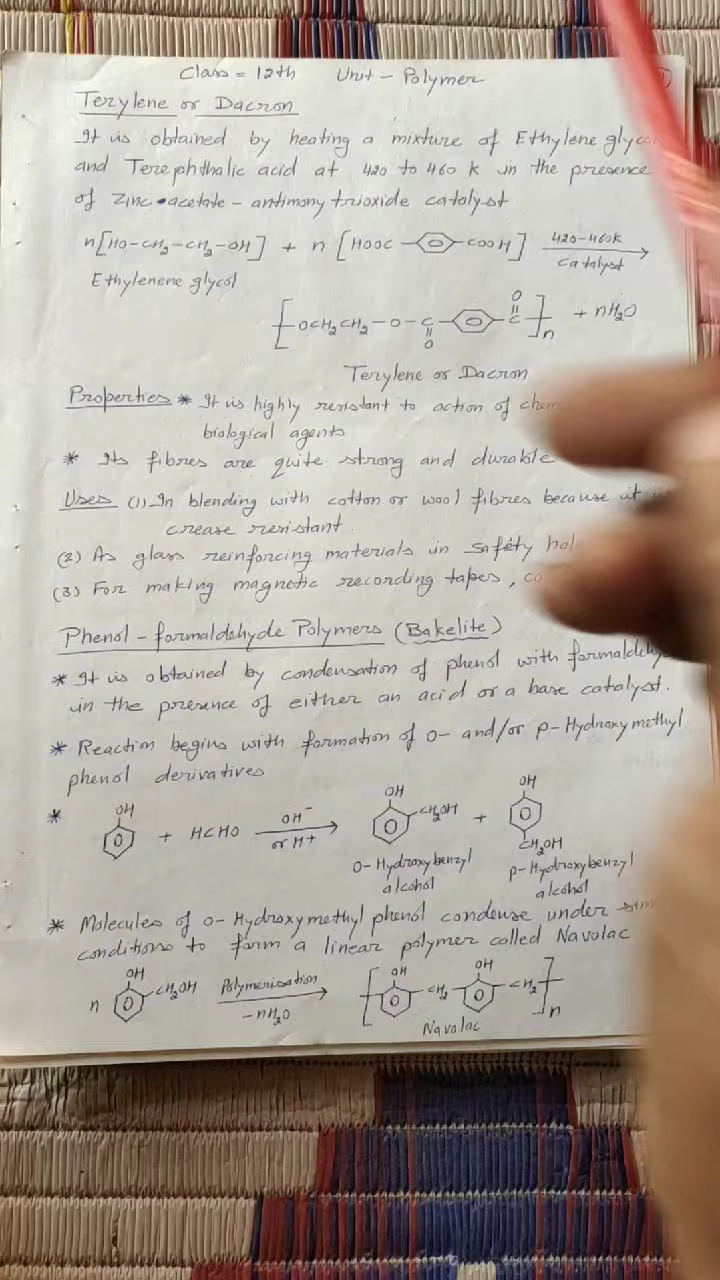 Class = 12th Unit - Polymer
Terylene or Dacron
It is obtained by heating a mixture of Ethylene
and Terephthalic acid at 420 to 460 K in the presence
of Zinc acetate - antimony trioxide catalyst
n[HO-CH₂-CH₂-OH] + n [HOOC - -COOH] 420-460K
Catalyst
Ethylenene glycol
[OCH₂CH₂-O-C- -C]n + nH₂O
O O
Terylene or Dacron
Properties * It is highly resistant to action of
biological agents
* Its fibres are quite strong and durable
Uses (1) In blending with cotton or wool fibres because it
crease resistant.
(2) As glass reinforcing materials in safety
(3) For making magnetic recording tapes,
Phenol - formaldehyde Polymers (Bakelite)
* It is obtained by condensation of phenol with formaldehy
in the presence of either an acid or a base catalyst.
* Reaction begins with formation of o- and/or p-Hydroxymethyl
phenol derivatives
* OH + HCHO OH⁻ or H+ OH CH₂OH + OH CH₂OH
o-Hydroxybenzyl alcohol p-Hydroxybenzyl alcohol
* Molecules of o-Hydroxymethyl phenol condense under
conditions to form a linear polymer called Navolac
n OH CH₂OH Polymerisation -nH₂O [OH -CH₂- OH -CH₂]n
Navolac